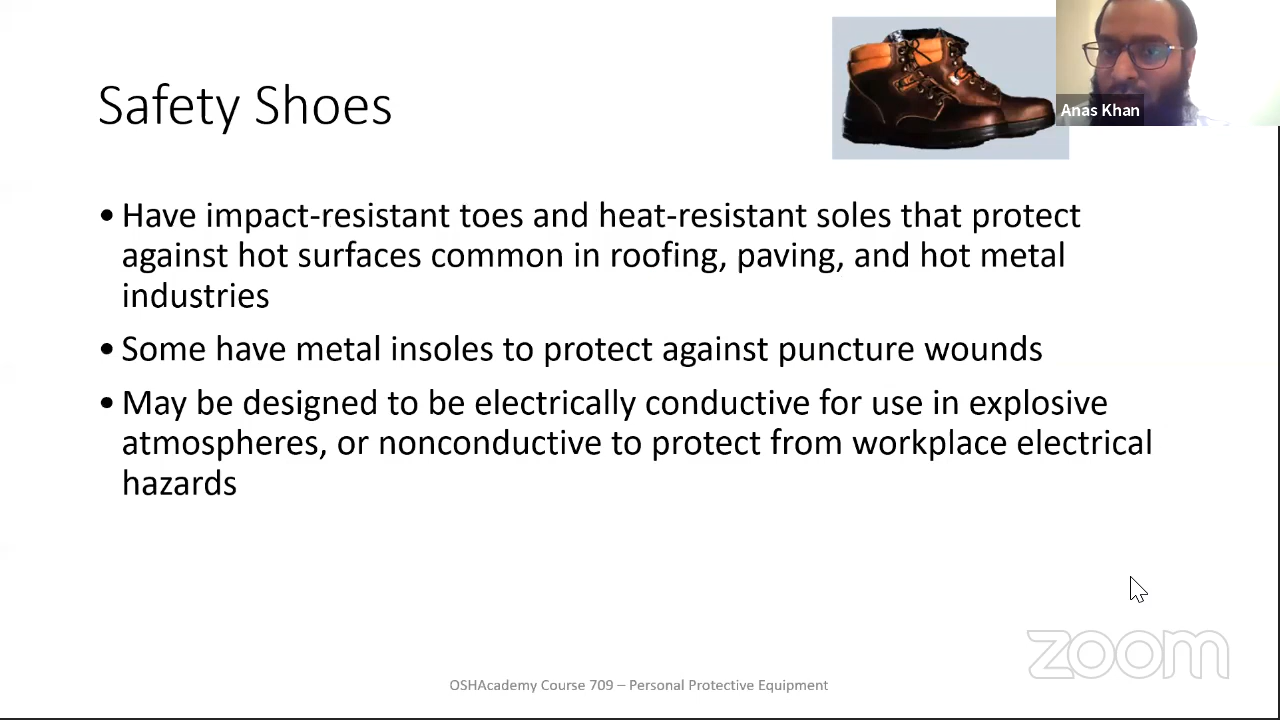 Safety Shoes
Anas Khan
• Have impact-resistant toes and heat-resistant soles that protect
against hot surfaces common in roofing, paving, and hot metal
industries
• Some have metal insoles to protect against puncture wounds
• May be designed to be electrically conductive for use in explosive
atmospheres, or nonconductive to protect from workplace electrical
hazards
zoom
OSHAcademy Course 709 – Personal Protective Equipment